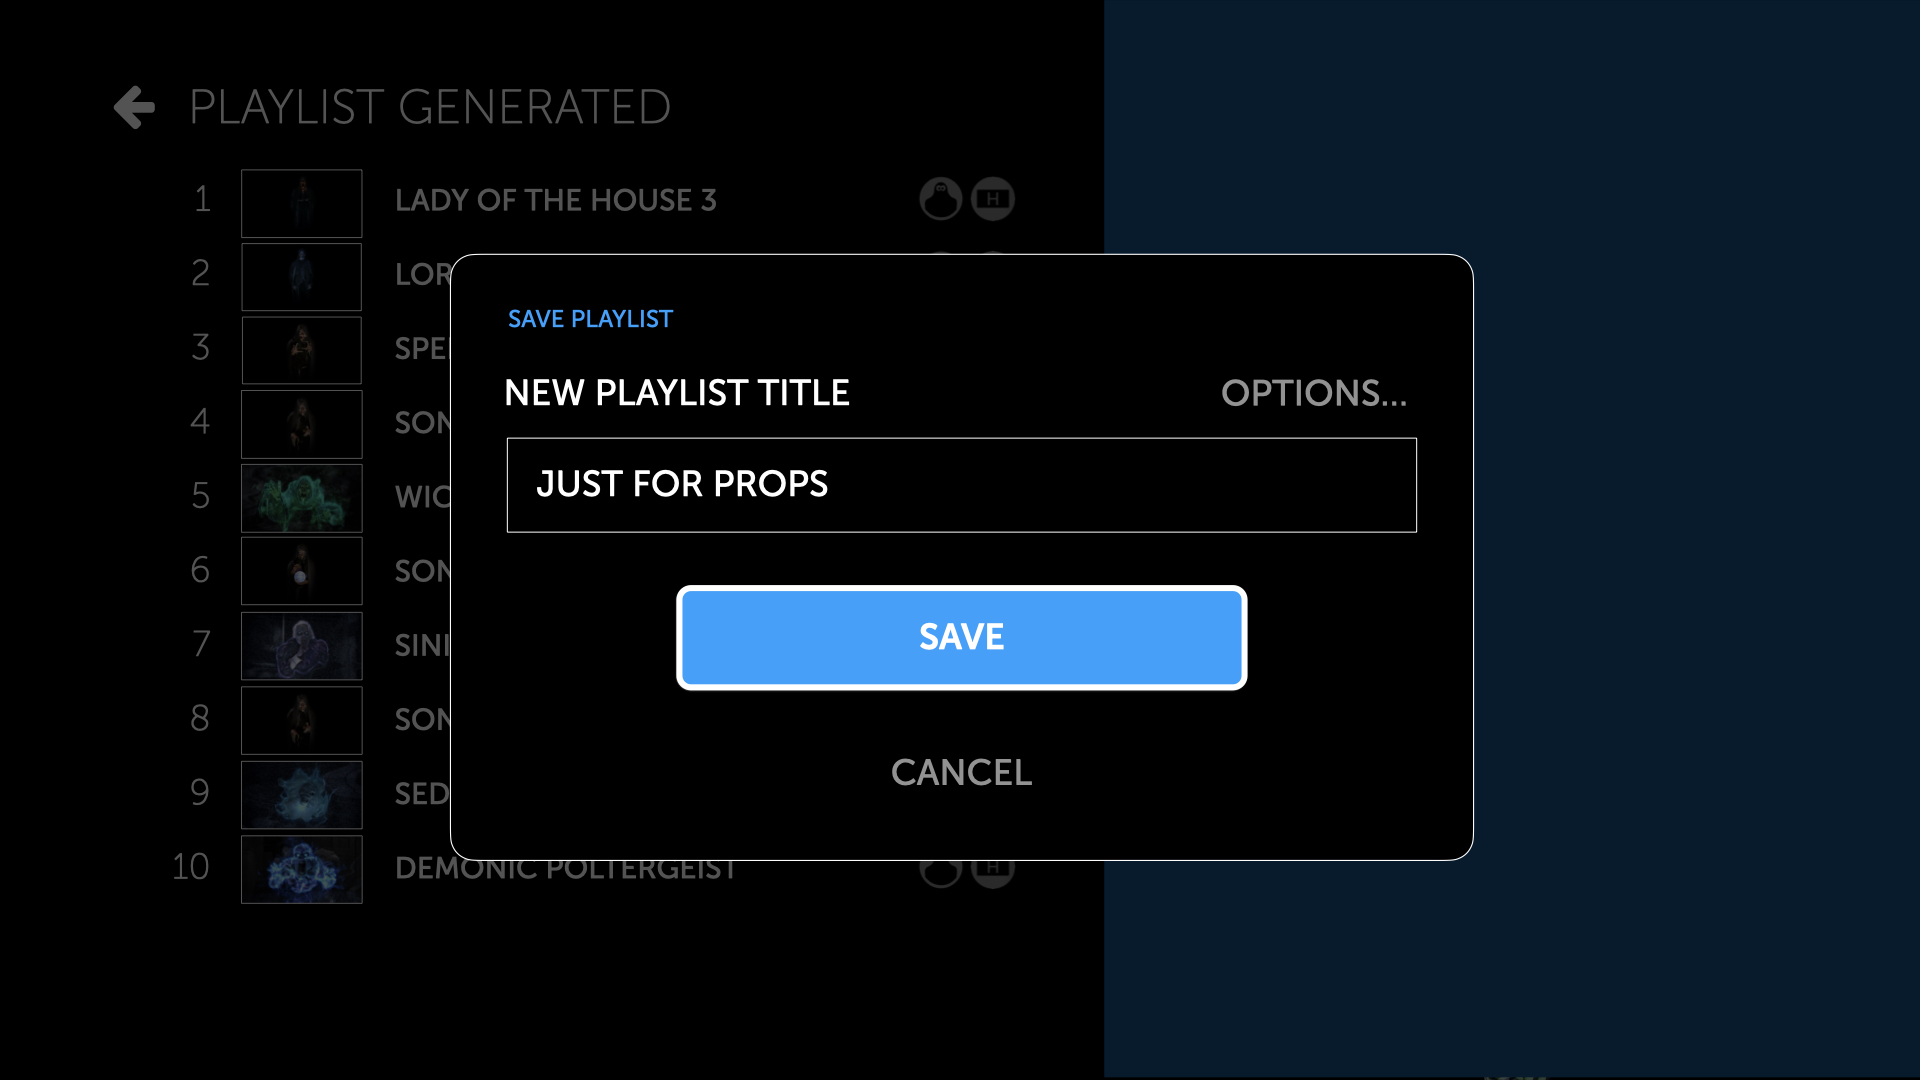 PLAYLIST GENERATED
1 LADY OF THE HOUSE 3 H
2 LOR
3 SPE
4 SON
5 WIC
6 SON
7 SINI
8 SON
9 SED
10 DEMONIC POLTERGEIST H
SAVE PLAYLIST
NEW PLAYLIST TITLE OPTIONS...
JUST FOR PROPS
SAVE
CANCEL